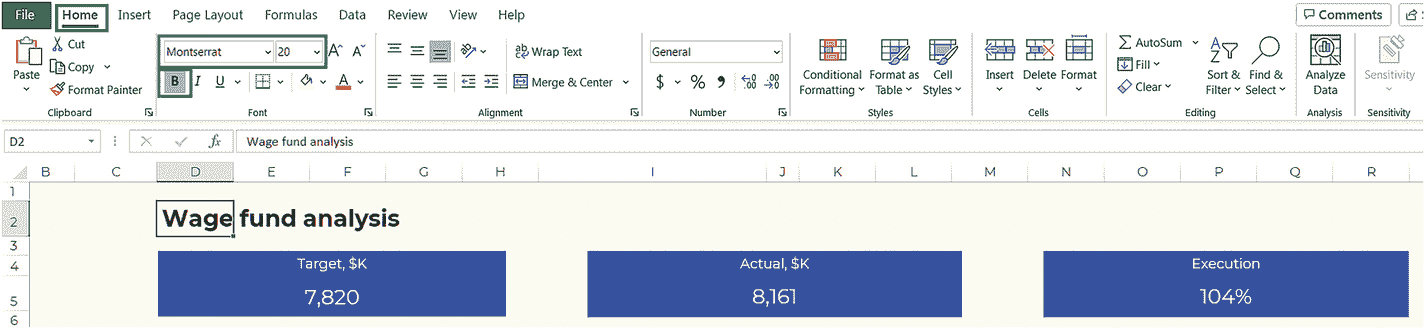 File Home Insert Page Layout Formulas Data Review View Help Comments
Cut
Copy
Format Painter
Paste
Clipboard
Montserrat 20 A^ A
B I U A
Font
Wrap Text
Merge & Center
Alignment
General
$ % , .00 .00
Number
Conditional Formatting
Format as Table
Cell Styles
Styles
Insert Delete Format
Cells
AutoSum
Fill
Clear
Sort & Filter
Find & Select
Editing
Analyze Data
Analysis
Sensitivity
Sensitivity
D2 fx Wage fund analysis
B C D E F G H I J K L M N O P Q R
1
2 Wage fund analysis
3
4 Target, $K Actual, $K Execution
5 7,820 8,161 104%
6